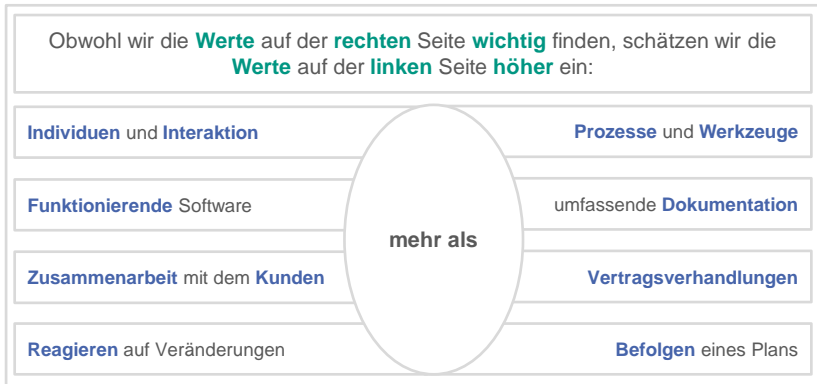 Obwohl wir die Werte auf der rechten Seite wichtig finden, schätzen wir die
Werte auf der linken Seite höher ein:
Individuen und Interaktion
Prozesse und Werkzeuge
Funktionierende Software
umfassende Dokumentation
mehr als
Zusammenarbeit mit dem Kunden
Vertragsverhandlungen
Reagieren auf Veränderungen
Befolgen eines Plans